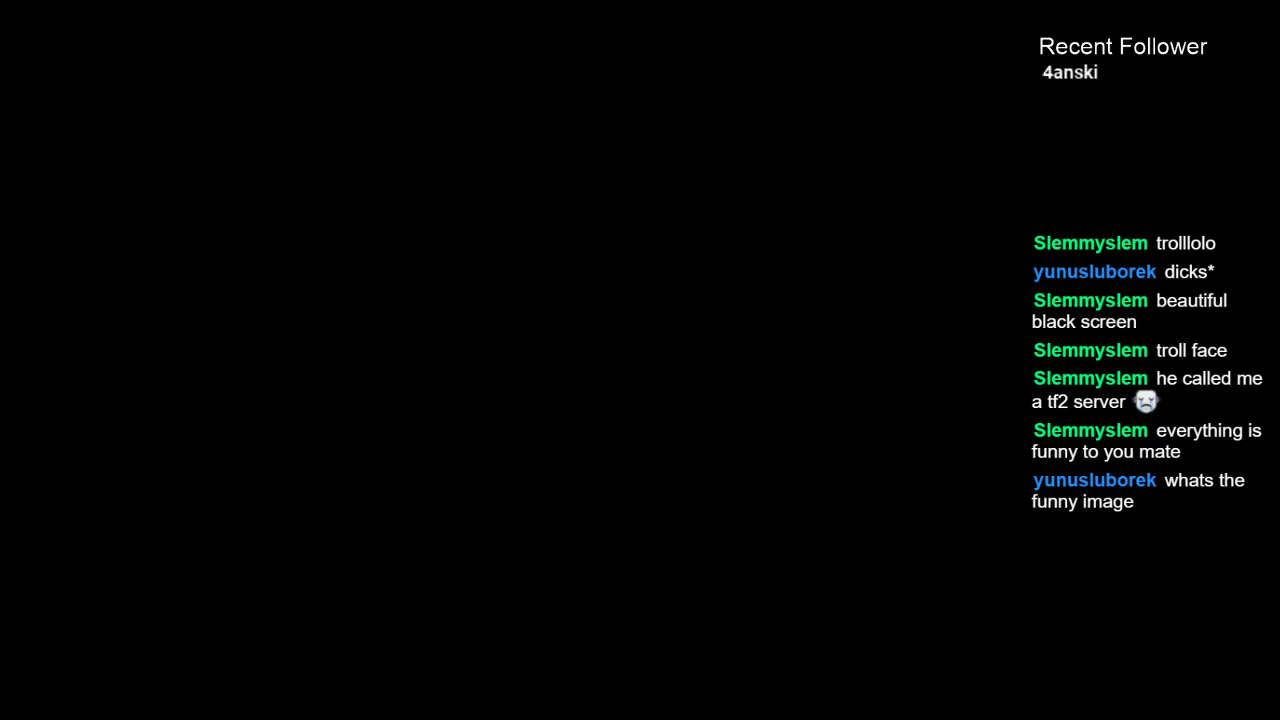 Recent Follower
4anski
Slemmyslem trolllolo
yunusluborek dicks*
Slemmyslem beautiful
black screen
Slemmyslem troll face
Slemmyslem he called me
a tf2 server
Slemmyslem everything is
funny to you mate
yunusluborek whats the
funny image